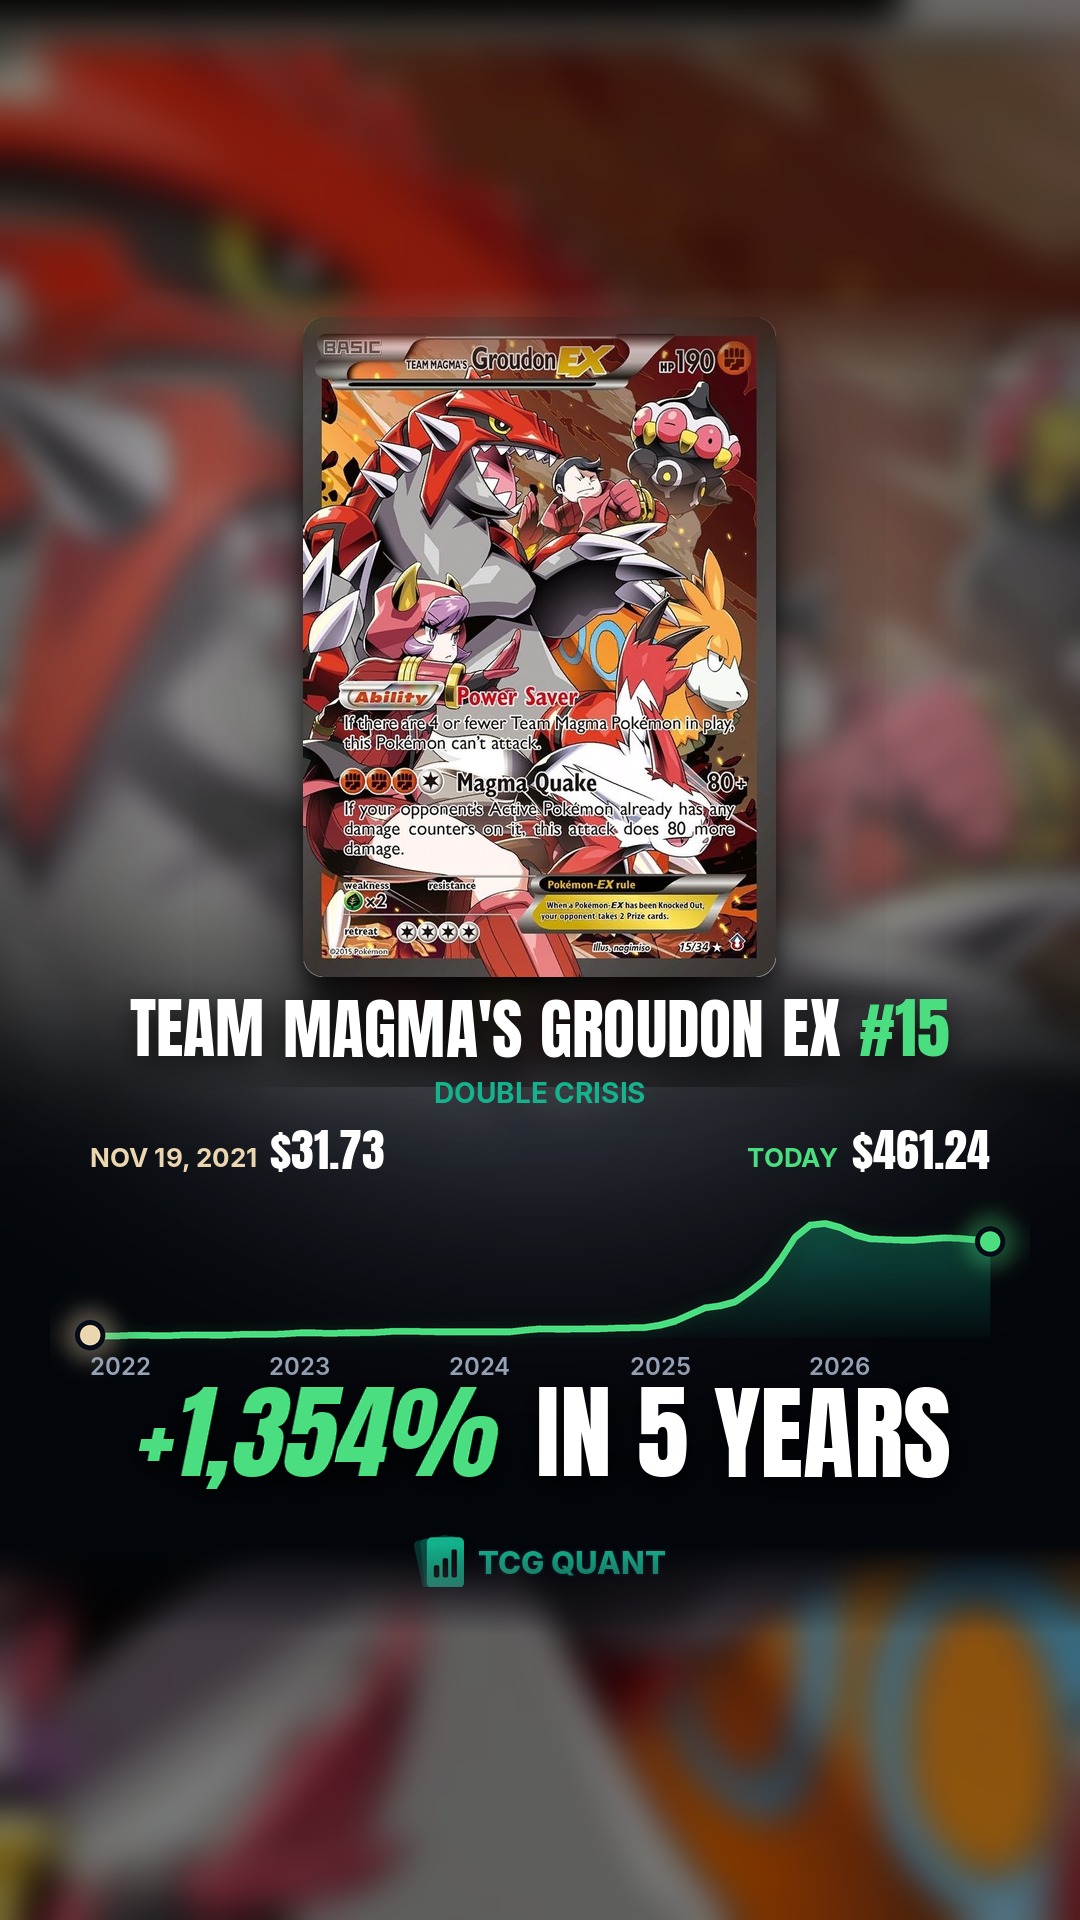 BASIC
TEAM MAGMA'S Groudon EX HP190
Ability Power Saver
If there are 4 or fewer Team Magma Pokémon in play,
this Pokémon can't attack.
Magma Quake 80+
If your opponent's Active Pokémon already has any
damage counters on it, this attack does 80 more
damage.
weakness resistance
×2
Pokémon-EX rule
When a Pokémon-EX has been Knocked Out,
your opponent takes 2 Prize cards.
retreat
©2015 Pokémon
Illus. nagimiso 15/34
TEAM MAGMA'S GROUDON EX #15
DOUBLE CRISIS
NOV 19, 2021 $31.73
TODAY $461.24
2022 2023 2024 2025 2026
+1,354% IN 5 YEARS
TCG QUANT